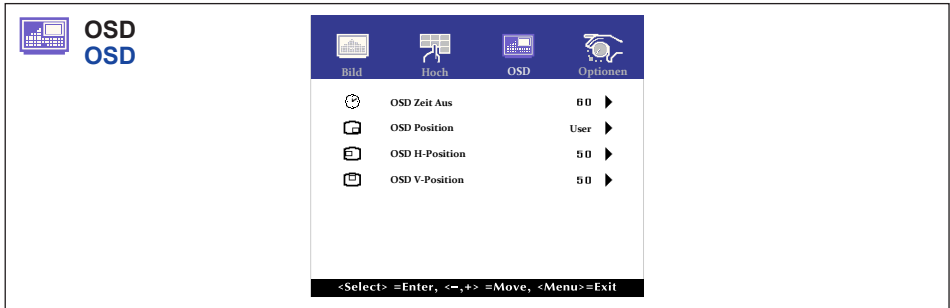 OSD
OSD
Bild Hoch OSD Optionen
OSD Zeit Aus 60
OSD Position User
OSD H-Position 50
OSD V-Position 50
<Select> =Enter, <−,+> =Move, <Menu>=Exit